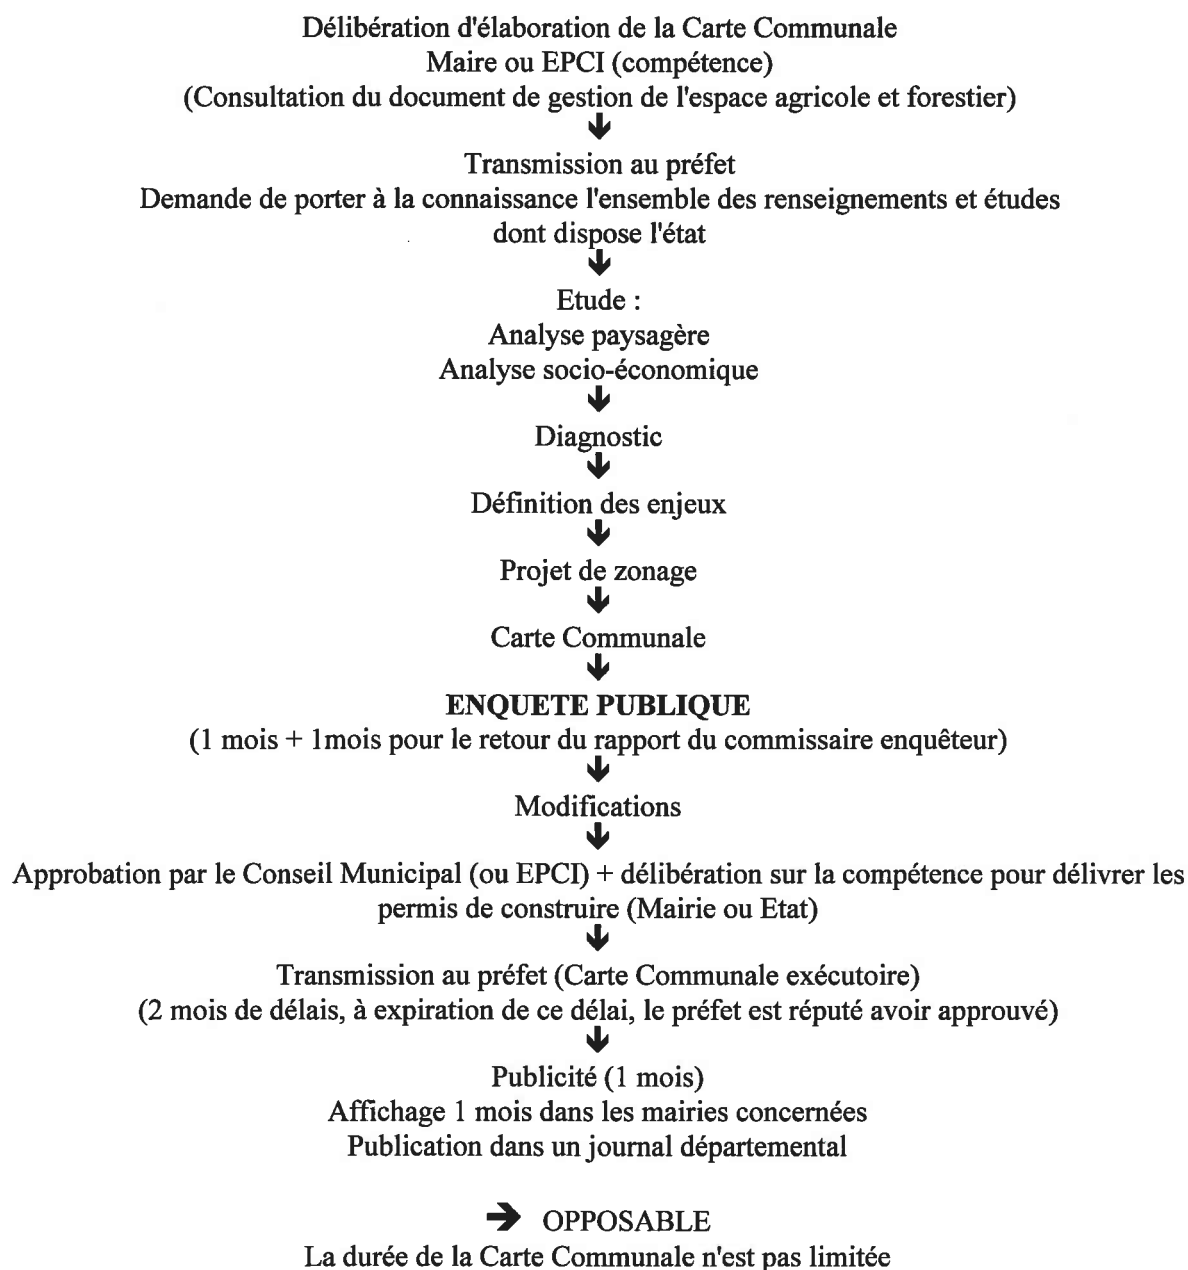 Délibération d'élaboration de la Carte Communale
Maire ou EPCI (compétence)
(Consultation du document de gestion de l'espace agricole et forestier)
Transmission au préfet
Demande de porter à la connaissance l'ensemble des renseignements et études
dont dispose l'état
Etude :
Analyse paysagère
Analyse socio-économique
Diagnostic
Définition des enjeux
Projet de zonage
Carte Communale
ENQUETE PUBLIQUE
(1 mois + 1mois pour le retour du rapport du commissaire enquêteur)
Modifications
Approbation par le Conseil Municipal (ou EPCI) + délibération sur la compétence pour délivrer les
permis de construire (Mairie ou Etat)
Transmission au préfet (Carte Communale exécutoire)
(2 mois de délais, à expiration de ce délai, le préfet est réputé avoir approuvé)
Publicité (1 mois)
Affichage 1 mois dans les mairies concernées
Publication dans un journal départemental
➔ OPPOSABLE
La durée de la Carte Communale n'est pas limitée